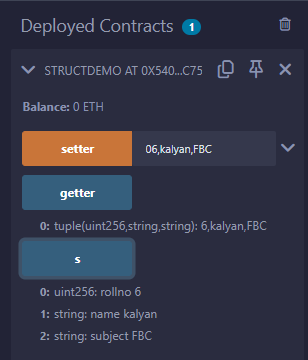 Deployed Contracts 1
STRUCTDEMO AT 0X540...C75
Balance: 0 ETH
setter 06,kalyan,FBC
getter
0: tuple(uint256,string,string): 6,kalyan,FBC
s
0: uint256: rollno 6
1: string: name kalyan
2: string: subject FBC